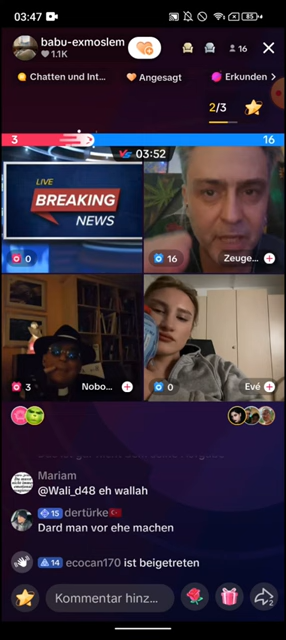 03:47
85
babu-exmoslem
1.1K
16
Chatten und Int...
Angesagt
Erkunden >
2/3
3
16
VS 03:52
LIVE
BREAKING
NEWS
0
16
Zeuge...
3
Nobo...
0
Evé
Mariam
@Wali_d48 eh wallah
15 dertürke🇹🇷
Dard man vor ehe machen
14 ecocan170 ist beigetreten
Kommentar hinz...
2